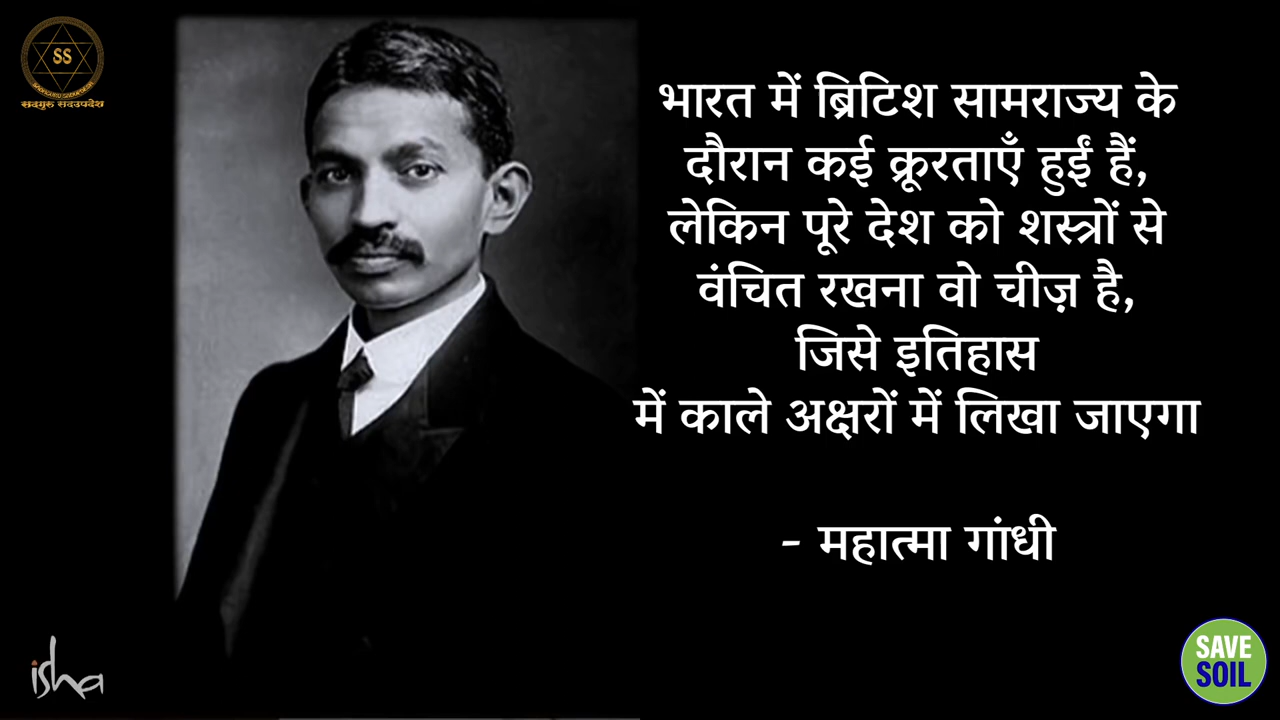 SS
सद्‌गुरु सदउपदेश
भारत में ब्रिटिश सामराज्य के
दौरान कई क्रूरताएँ हुईं हैं,
लेकिन पूरे देश को शस्त्रों से
वंचित रखना वो चीज़ है,
जिसे इतिहास
में काले अक्षरों में लिखा जाएगा
- महात्मा गांधी
isha
SAVE
SOIL